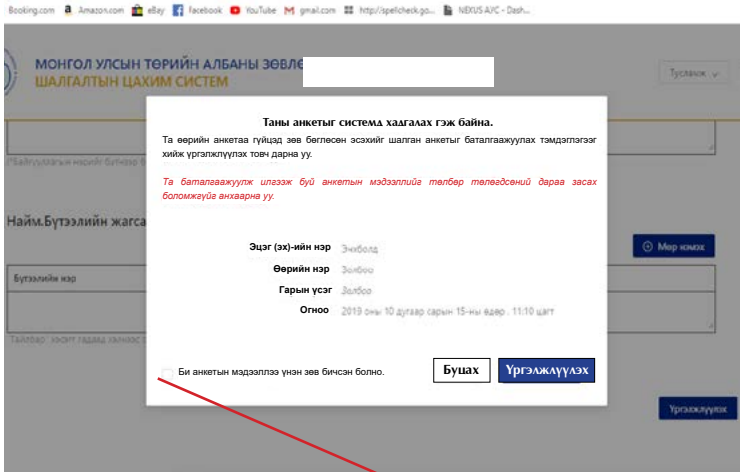 Booking.com Amazon.com eBay facebook YouTube gmail.com http://spellcheck.go... NEXUS A/C - Dash...
МОНГОЛ УЛСЫН ТӨРИЙН АЛБАНЫ ЗӨВЛӨ
ШАЛГАЛТЫН ЦАХИМ СИСТЕМ
Тусламж
Таны анкетыг системд хадгалах гэж байна.
Та өөрийн анкетаа гүйцэд зөв бөглөсөн эсэхийг шалган анкетыг баталгаажуулах тэмдэглэгээг
хийж үргэлжлүүлэх товч дарна уу.
Та баталгаажуулж илгээж буй анкетын мэдээллийг төлбөр төлөгдсөний дараа засах
боломжгүйг анхаарна уу.
Найм.Бүтээлийн жагса
Мөр нэмэх
Бүтээлийн нэр
Эцэг (эх)-ийн нэр Энхболд
Өөрийн нэр Золбоо
Гарын үсэг Золбоо
Огноо 2019 оны 10 дугаар сарын 15-ны өдөр . 11:10 цагт
Би анкетын мэдээллээ үнэн зөв бичсэн болно.
Буцах Үргэлжлүүлэх
Үргэлжлүүлэх